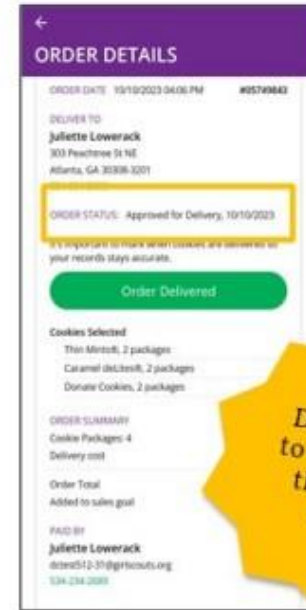 ←
ORDER DETAILS
ORDER DATE 10/10/2023 04:06 PM #05749843
DELIVER TO
Juliette Lowerack
303 Peachtree St NE
Atlanta, GA 30308-3201
ORDER STATUS: Approved for Delivery, 10/10/2023
It's important to mark when cookies are delivered so
your records stays accurate.
Order Delivered
Cookies Selected
Thin Mints®, 2 packages
Caramel deLites®, 2 packages
Donate Cookies, 2 packages
ORDER SUMMARY
Cookie Packages: 4
Delivery cost
Order Total
Added to sales goal
PAID BY
Juliette Lowerack
to